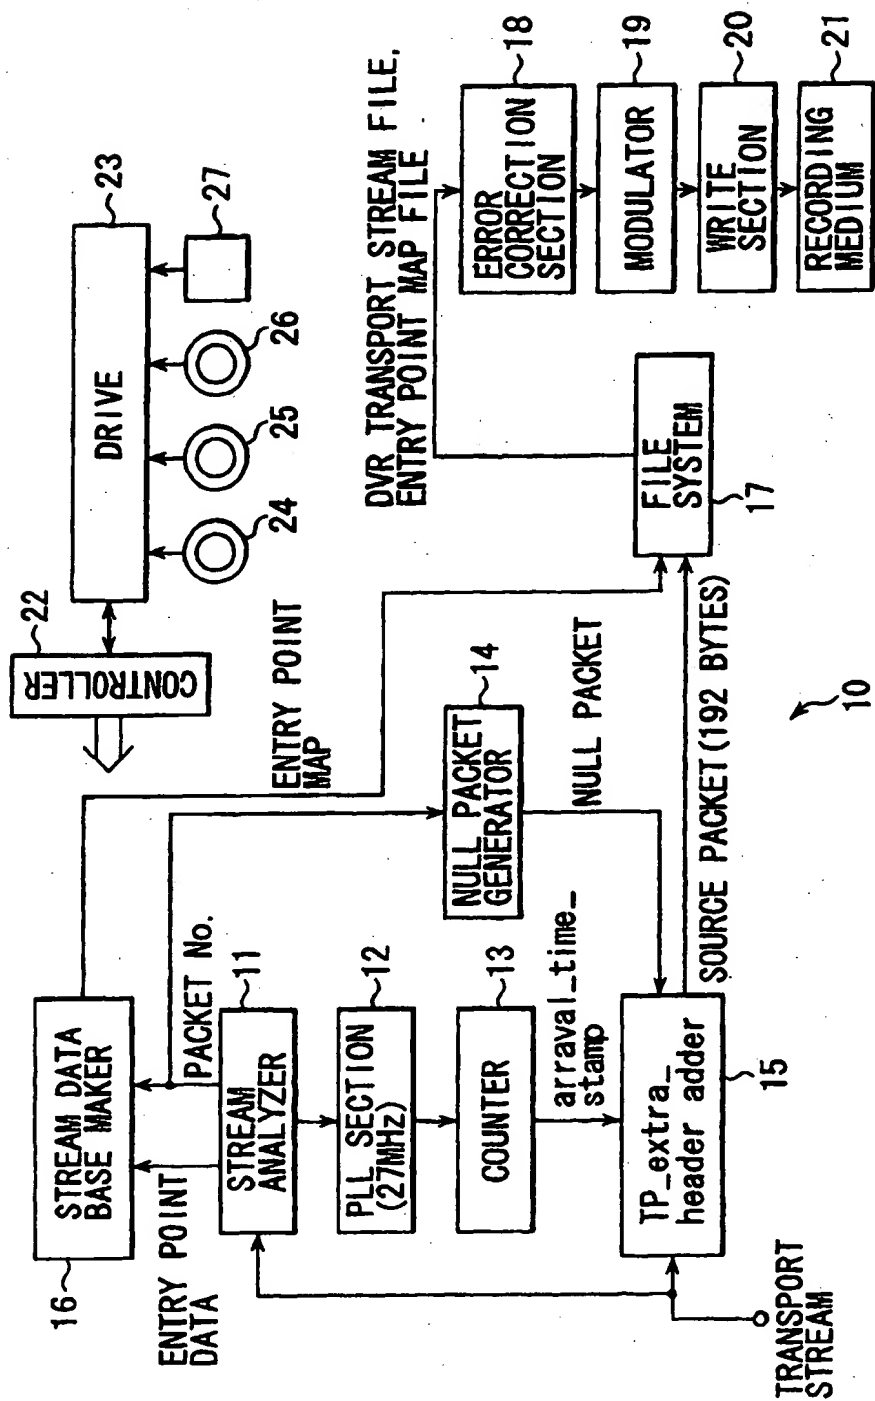 CONTROLLER
22
DRIVE
23
24
25
26
27
STREAM DATA
BASE MAKER
16
ENTRY POINT
DATA
PACKET No.
STREAM
ANALYZER
11
PLL SECTION
(27MHz)
12
COUNTER
13
arraval_time_
stamp
TP_extra_
header adder
15
TRANSPORT
STREAM
ENTRY POINT
MAP
NULL PACKET
GENERATOR
14
NULL PACKET
SOURCE PACKET(192 BYTES)
FILE
SYSTEM
17
DVR TRANSPORT STREAM FILE,
ENTRY POINT MAP FILE
ERROR
CORRECTION
SECTION
18
MODULATOR
19
WRITE
SECTION
20
RECORDING
MEDIUM
21
10